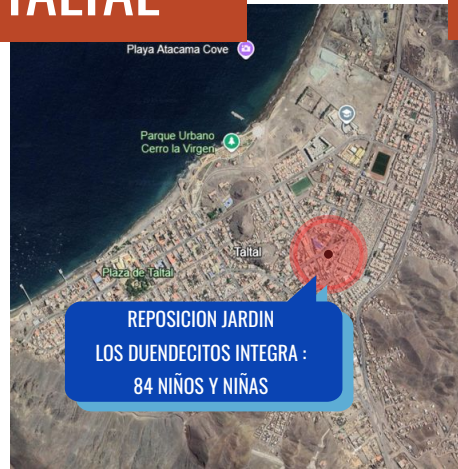 TALTAL
Playa Atacama Cove
Parque Urbano
Cerro la Virgen
Taltal
Plaza de Taltal
REPOSICION JARDIN
LOS DUENDECITOS INTEGRA :
84 NIÑOS Y NIÑAS